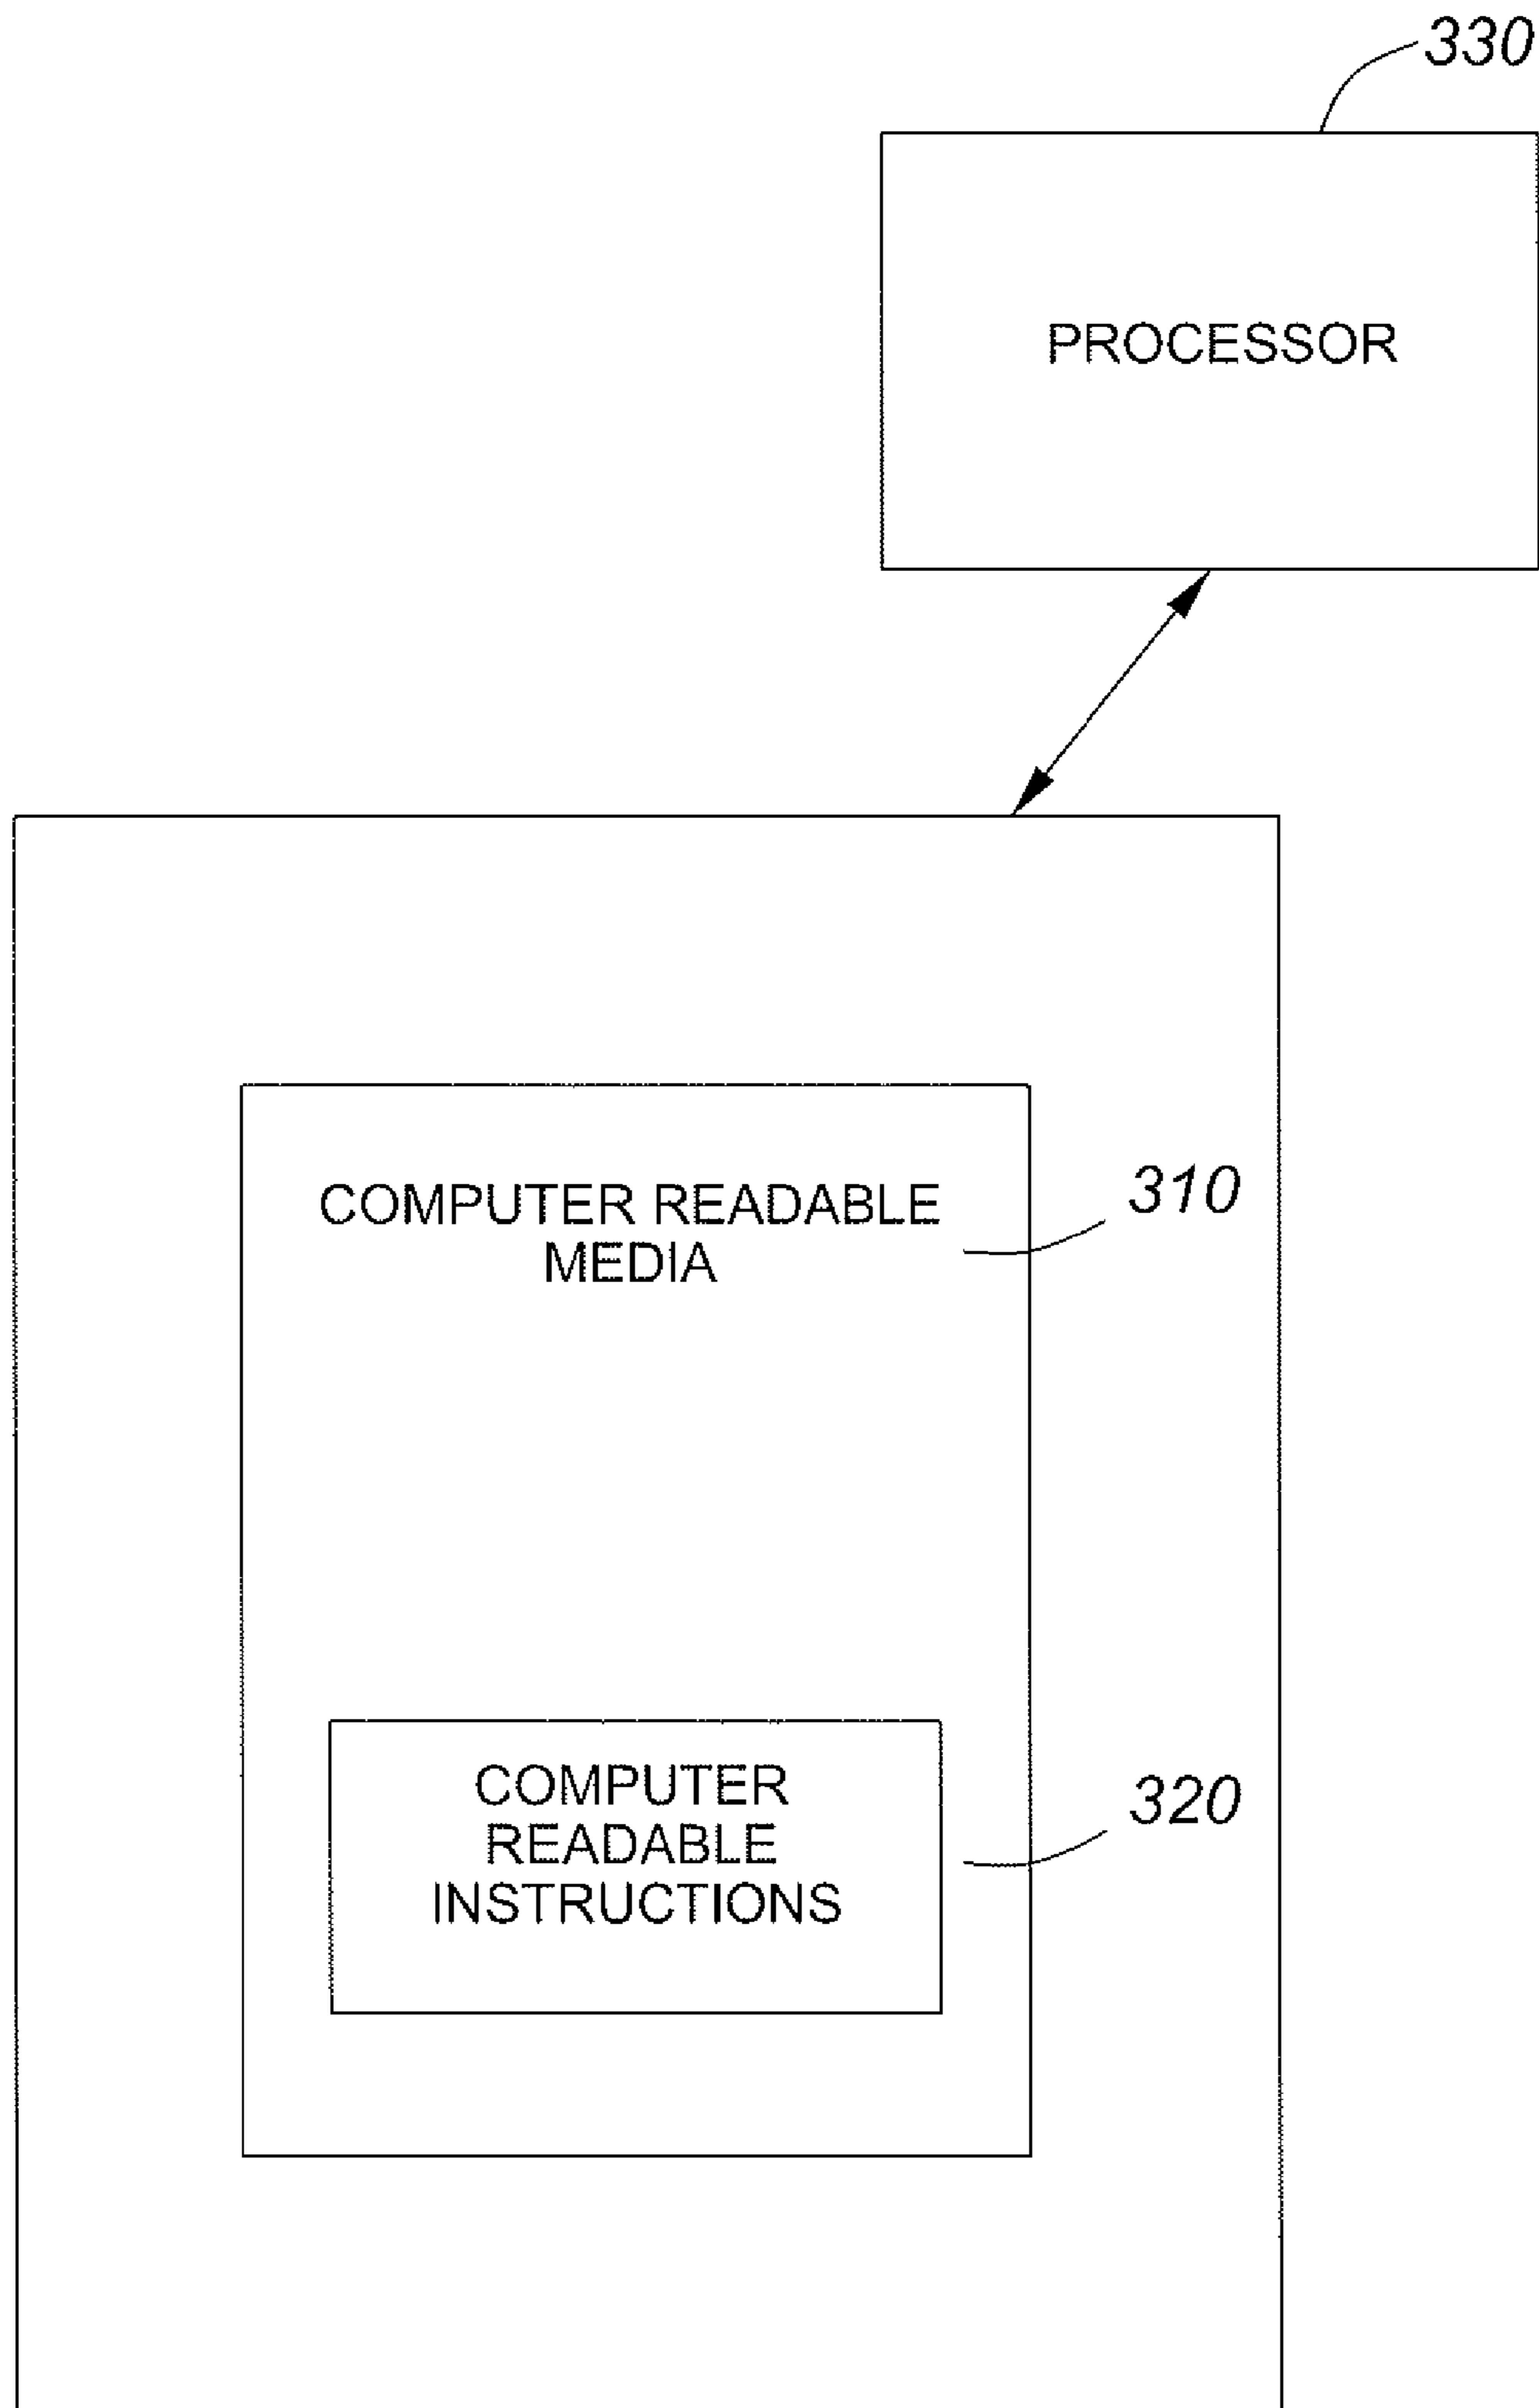 330
PROCESSOR
COMPUTER READABLE
MEDIA
310
COMPUTER
READABLE
INSTRUCTIONS
320